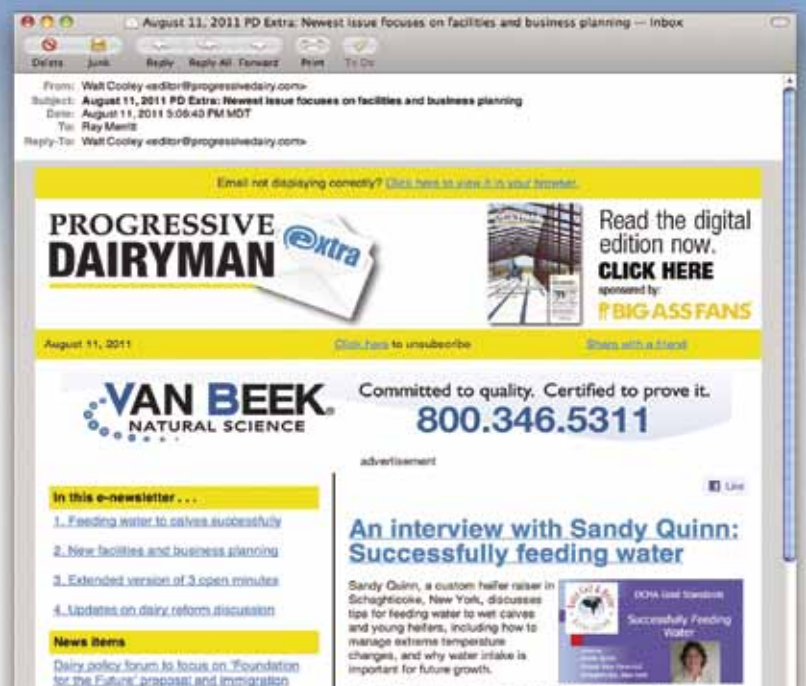 August 11, 2011 PD Extra: Newest issue focuses on facilities and business planning — Inbox
Delete Junk Reply Reply All Forward Print To Do
From: Walt Cooley <editor@progressivedairy.com>
Subject: August 11, 2011 PD Extra: Newest issue focuses on facilities and business planning
Date: August 11, 2011 5:06:40 PM MDT
To: Ray Merritt
Reply-To: Walt Cooley <editor@progressivedairy.com>
Email not displaying correctly? Click here to view it in your browser.
PROGRESSIVE
DAIRYMAN
extra
Read the digital
edition now.
CLICK HERE
sponsored by:
BIG ASS FANS
August 11, 2011
Click here to unsubscribe
Share with a friend
VAN BEEK®
NATURAL SCIENCE
Committed to quality. Certified to prove it.
800.346.5311
advertisement
Like
In this e-newsletter . . .
1. Feeding water to calves successfully
2. New facilities and business planning
3. Extended version of 3 open minutes
4. Updates on dairy reform discussion
News items
Dairy policy forum to focus on 'Foundation
for the Future' proposal and immigration
An interview with Sandy Quinn:
Successfully feeding water
Sandy Quinn, a custom heifer raiser in
Schaghticoke, New York, discusses
tips for feeding water to wet calves
and young heifers, including how to
manage extreme temperature
changes, and why water intake is
important for future growth.
DCHA Gold Standards
Successfully Feeding
Water